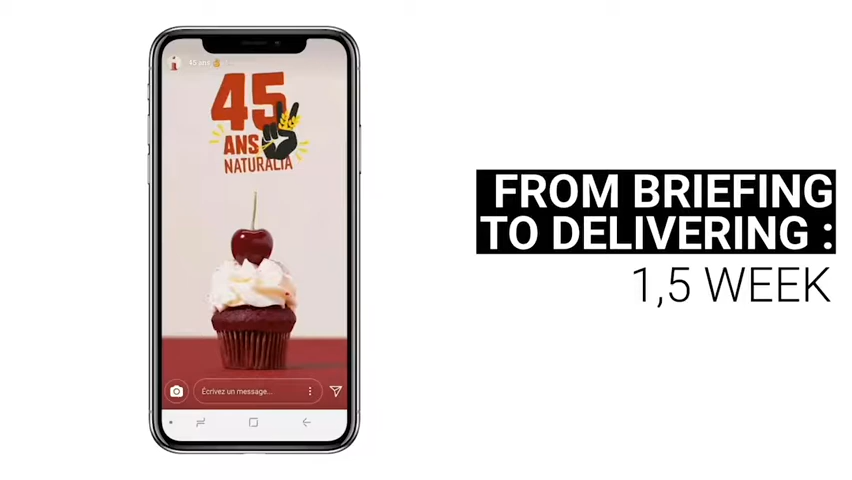 45 ans
45
ANS
NATURALIA
Écrivez un message...
FROM BRIEFING
TO DELIVERING :
1,5 WEEK